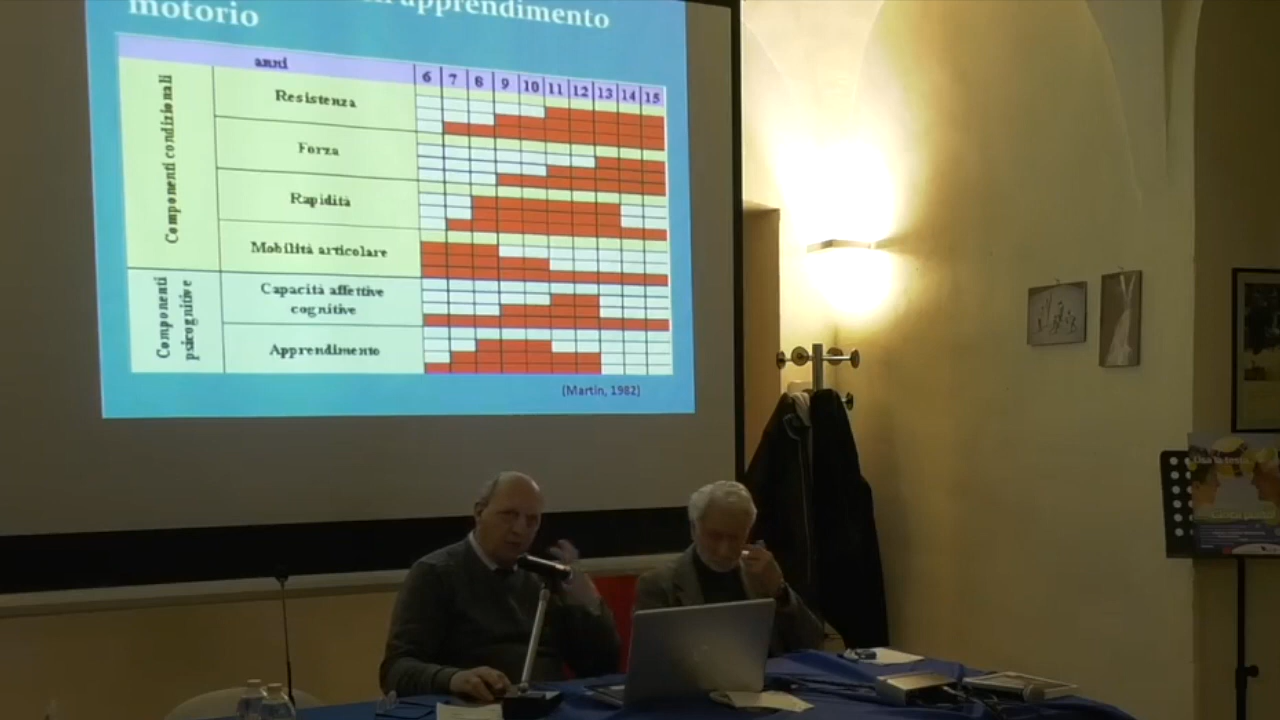 apprendimento
motorio
anni 6 7 8 9 10 11 12 13 14 15
Componenti condizionali
Resistenza
Forza
Rapidità
Mobilità articolare
Componenti
psicognitive
Capacità affettive
cognitive
Apprendimento
(Martin, 1982)